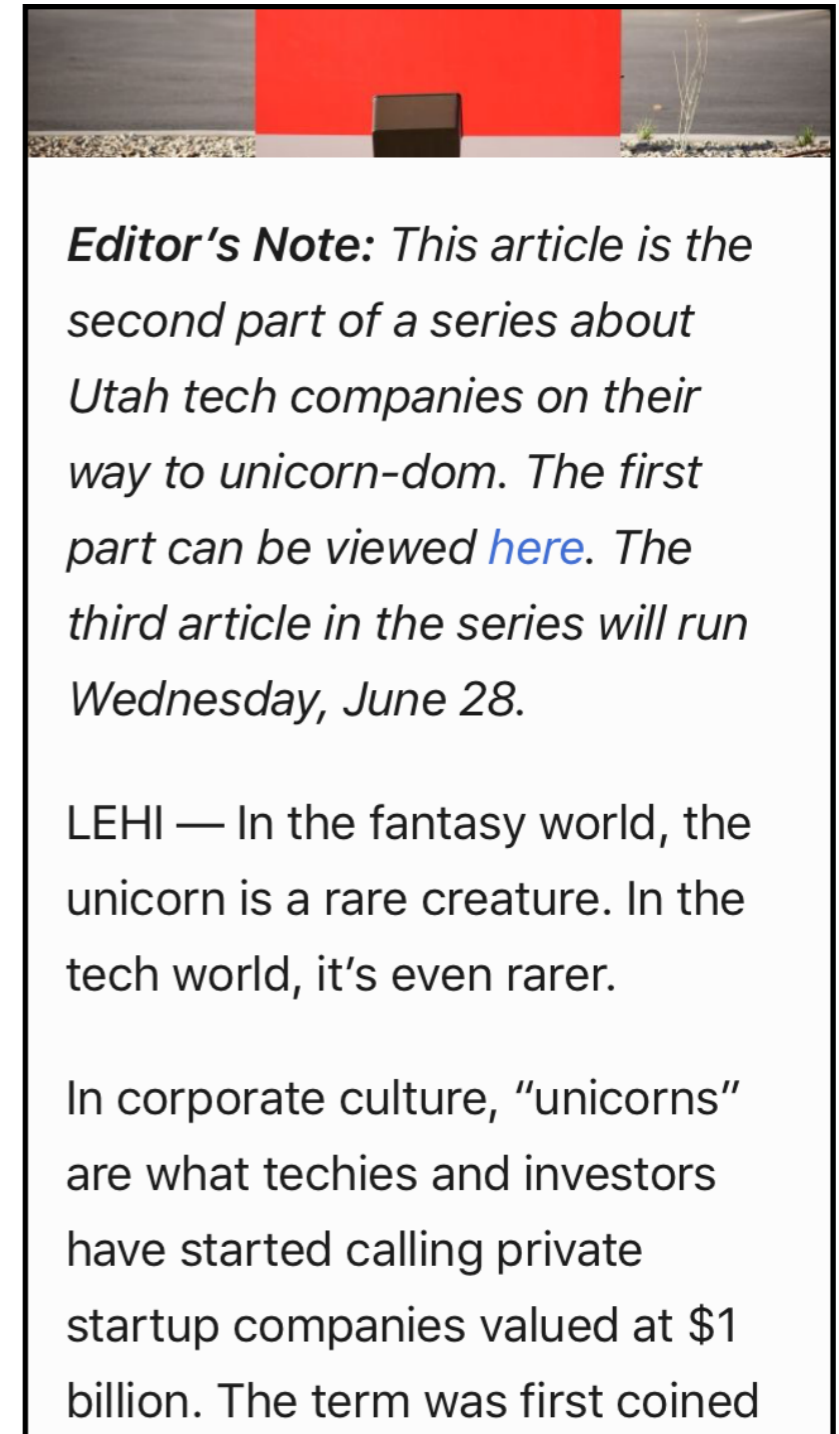 Editor’s Note: This article is the
second part of a series about
Utah tech companies on their
way to unicorn-dom. The first
part can be viewed here. The
third article in the series will run
Wednesday, June 28.
LEHI — In the fantasy world, the
unicorn is a rare creature. In the
tech world, it’s even rarer.
In corporate culture, “unicorns”
are what techies and investors
have started calling private
startup companies valued at $1
billion. The term was first coined